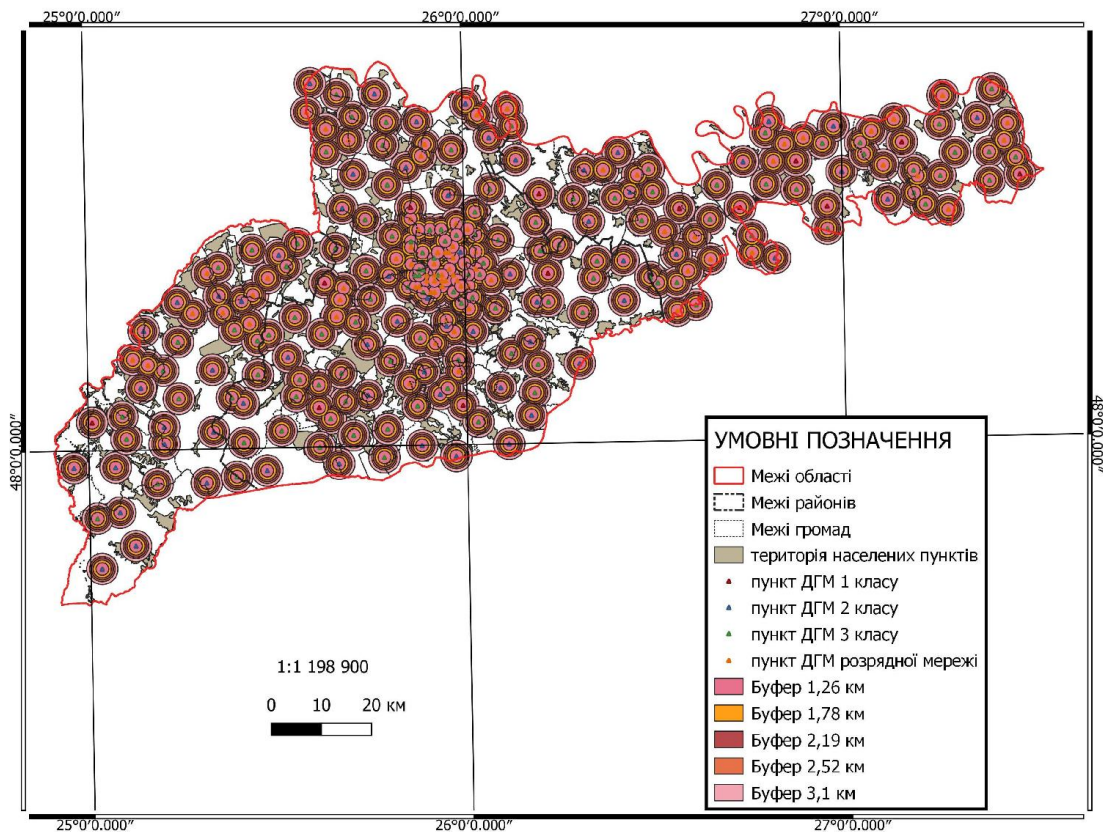 25°0'0.000" 26°0'0.000" 27°0'0.000"
48°0'0.000"
48°0'0.000"
УМОВНІ ПОЗНАЧЕННЯ
Межі області
Межі районів
Межі громад
територія населених пунктів
пункт ДГМ 1 класу
пункт ДГМ 2 класу
пункт ДГМ 3 класу
пункт ДГМ розрядної мережі
Буфер 1,26 км
Буфер 1,78 км
Буфер 2,19 км
Буфер 2,52 км
Буфер 3,1 км
1:1 198 900
0 10 20 км
25°0'0.000" 26°0'0.000" 27°0'0.000"